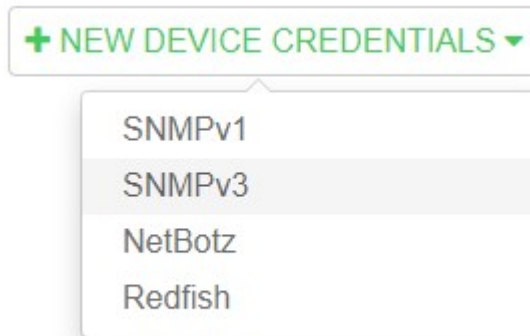 + NEW DEVICE CREDENTIALS
SNMPv1
SNMPv3
NetBotz
Redfish